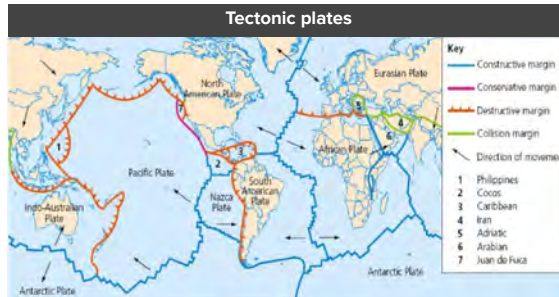 Tectonic plates
North
American Plate
Eurasian Plate
African Plate
Pacific Plate
Indo-Australian
Plate
Nazca
Plate
South
American
Plate
Antarctic Plate
Antarctic Plate
1
2
3
4
5
6
7
Key
Constructive margin
Conservative margin
Destructive margin
Collision margin
Direction of movement
1 Philippines
2 Cocos
3 Caribbean
4 Iran
5 Adriatic
6 Arabian
7 Juan de Fuca